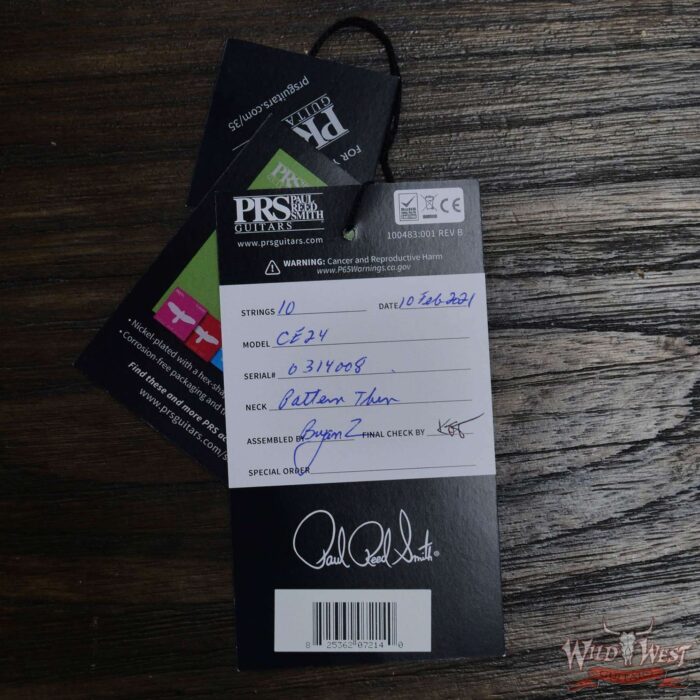 prsguitars.com/35
PRS
GUITA
FOR
• Nickel-plated with a hex-sha
• Corrosion-free packaging and tr
Find these and more PRS ac
www.prsguitars.com/s
PRS PAUL REED SMITH
GUITARS
www.prsguitars.com
CE
100483:001 REV B
WARNING: Cancer and Reproductive Harm
www.P65Warnings.ca.gov
STRINGS 10 DATE 10 Feb 2021
MODEL CE24
SERIAL# 0314008
NECK Pattern Thin
ASSEMBLED BY Bryan Z FINAL CHECK BY
SPECIAL ORDER
Paul Reed Smith®
8 25362 07214 0
WILD WEST
GUITARS